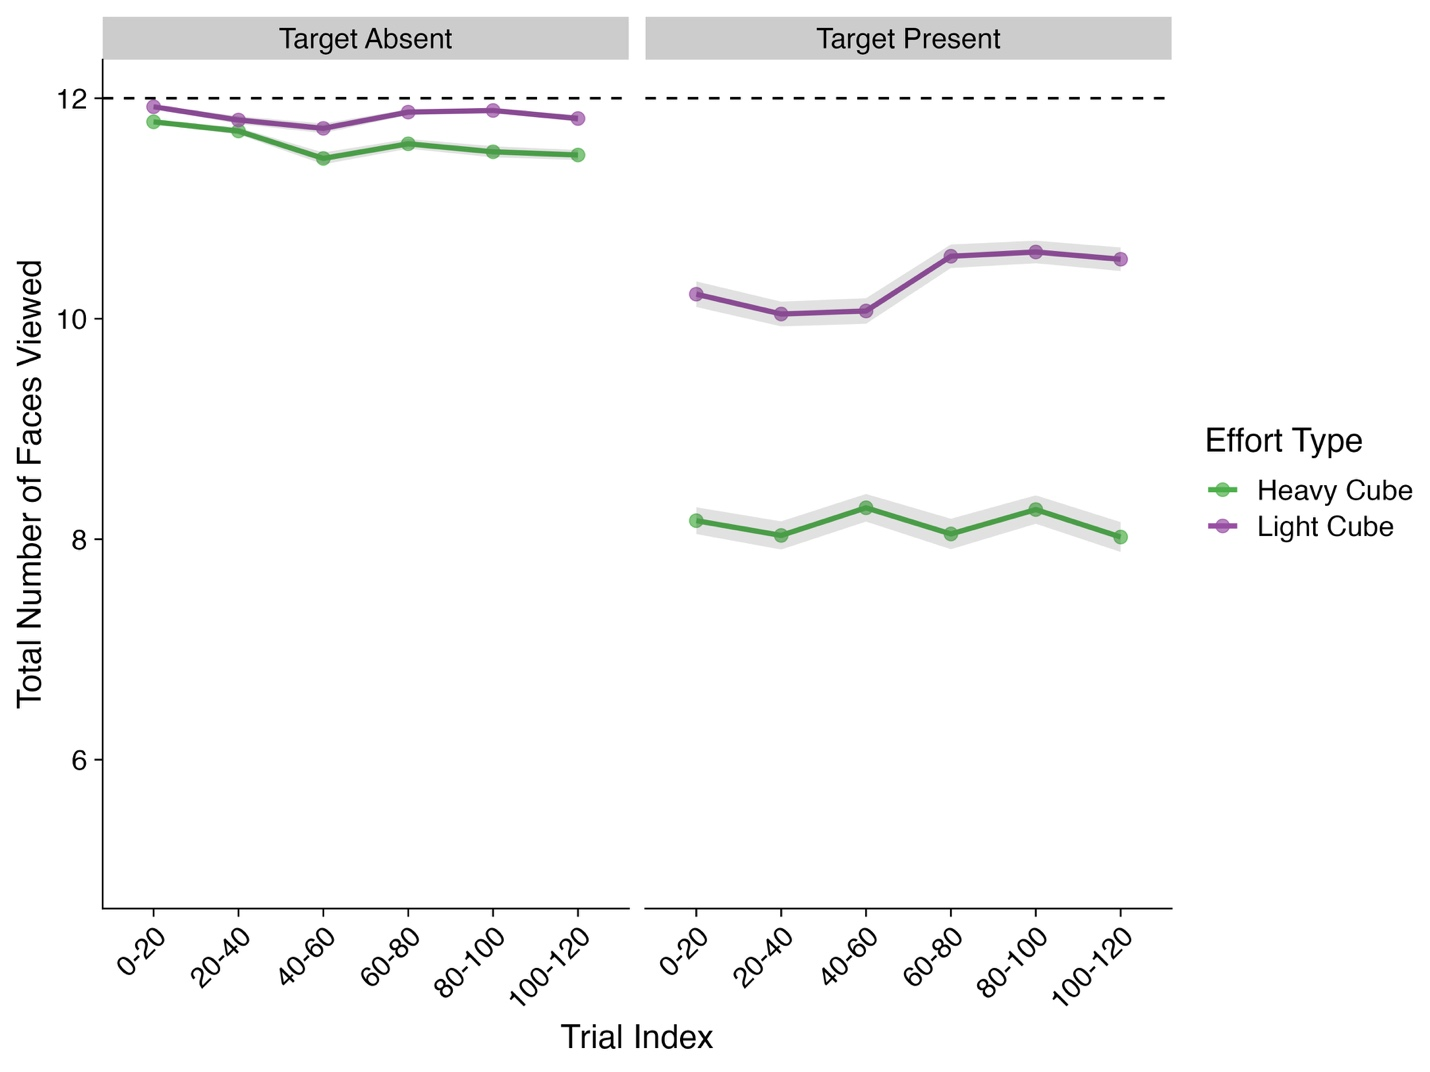 Target Absent
Target Present
12
10
8
6
Total Number of Faces Viewed
0-20
20-40
40-60
60-80
80-100
100-120
0-20
20-40
40-60
60-80
80-100
100-120
Trial Index
Effort Type
Heavy Cube
Light Cube